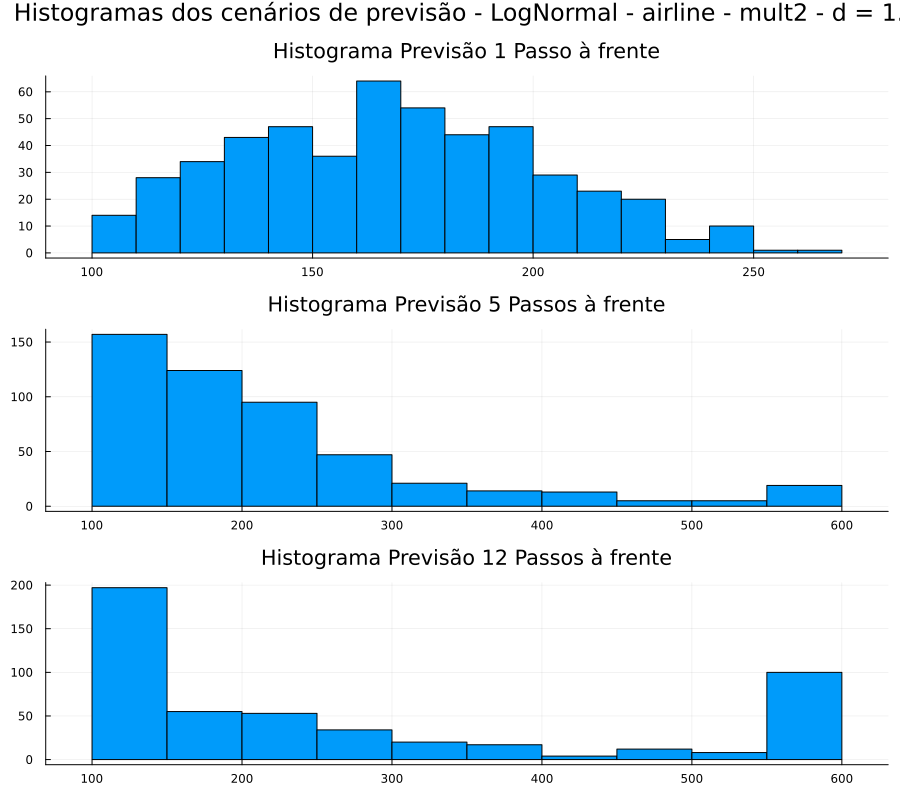 Histogramas dos cenários de previsão - LogNormal - airline - mult2 - d = 1.
Histograma Previsão 1 Passo à frente
60
50
40
30
20
10
0
100 150 200 250
Histograma Previsão 5 Passos à frente
150
100
50
0
100 200 300 400 500 600
Histograma Previsão 12 Passos à frente
200
150
100
50
0
100 200 300 400 500 600